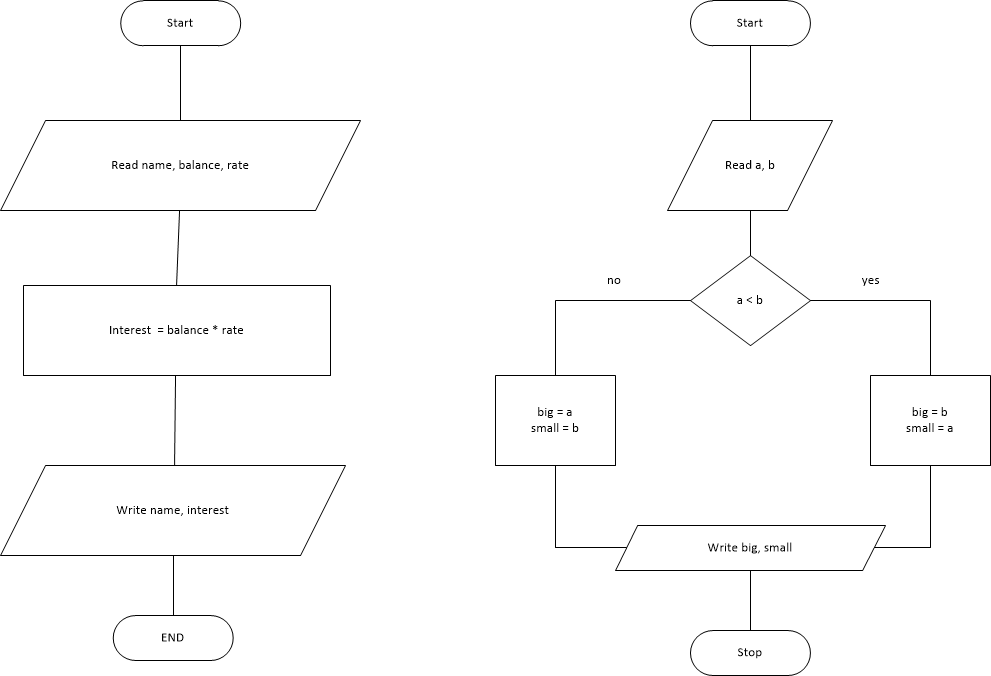 Start
Read name, balance, rate
Interest  = balance * rate
Write name, interest
END
Start
Read a, b
a < b
no
yes
big = a
small = b
big = b
small = a
Write big, small
Stop